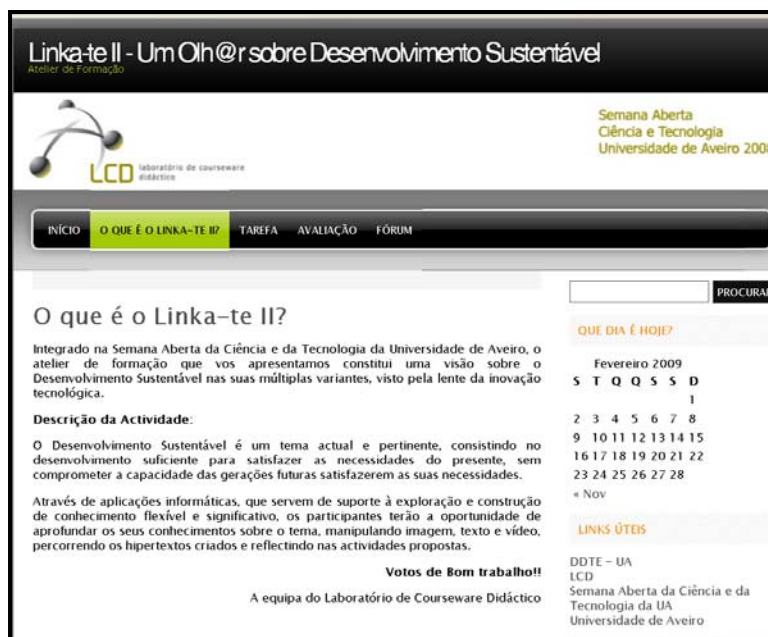 Linka-te II - Um Olh@r sobre Desenvolvimento Sustentável
Atelier de Formação
Semana Aberta
Ciência e Tecnologia
Universidade de Aveiro 2008
LCD laboratório de courseware
didáctico
INÍCIO O QUE É O LINKA-TE II? TAREFA AVALIAÇÃO FÓRUM
O que é o Linka-te II?
Integrado na Semana Aberta da Ciência e da Tecnologia da Universidade de Aveiro, o
atelier de formação que vos apresentamos constitui uma visão sobre o
Desenvolvimento Sustentável nas suas múltiplas variantes, visto pela lente da inovação
tecnológica.
Descrição da Actividade:
O Desenvolvimento Sustentável é um tema actual e pertinente, consistindo no
desenvolvimento suficiente para satisfazer as necessidades do presente, sem
comprometer a capacidade das gerações futuras satisfazerem as suas necessidades.
Através de aplicações informáticas, que servem de suporte à exploração e construção
de conhecimento flexível e significativo, os participantes terão a oportunidade de
aprofundar os seus conhecimentos sobre o tema, manipulando imagem, texto e vídeo,
percorrendo os hipertextos criados e reflectindo nas actividades propostas.
Votos de Bom trabalho!!
A equipa do Laboratório de Courseware Didáctico
PROCURAR
QUE DIA É HOJE?
Fevereiro 2009
S T Q Q S S D
1
2 3 4 5 6 7 8
9 10 11 12 13 14 15
16 17 18 19 20 21 22
23 24 25 26 27 28
« Nov
LINKS ÚTEIS
DDTE – UA
LCD
Semana Aberta da Ciência e da
Tecnologia da UA
Universidade de Aveiro